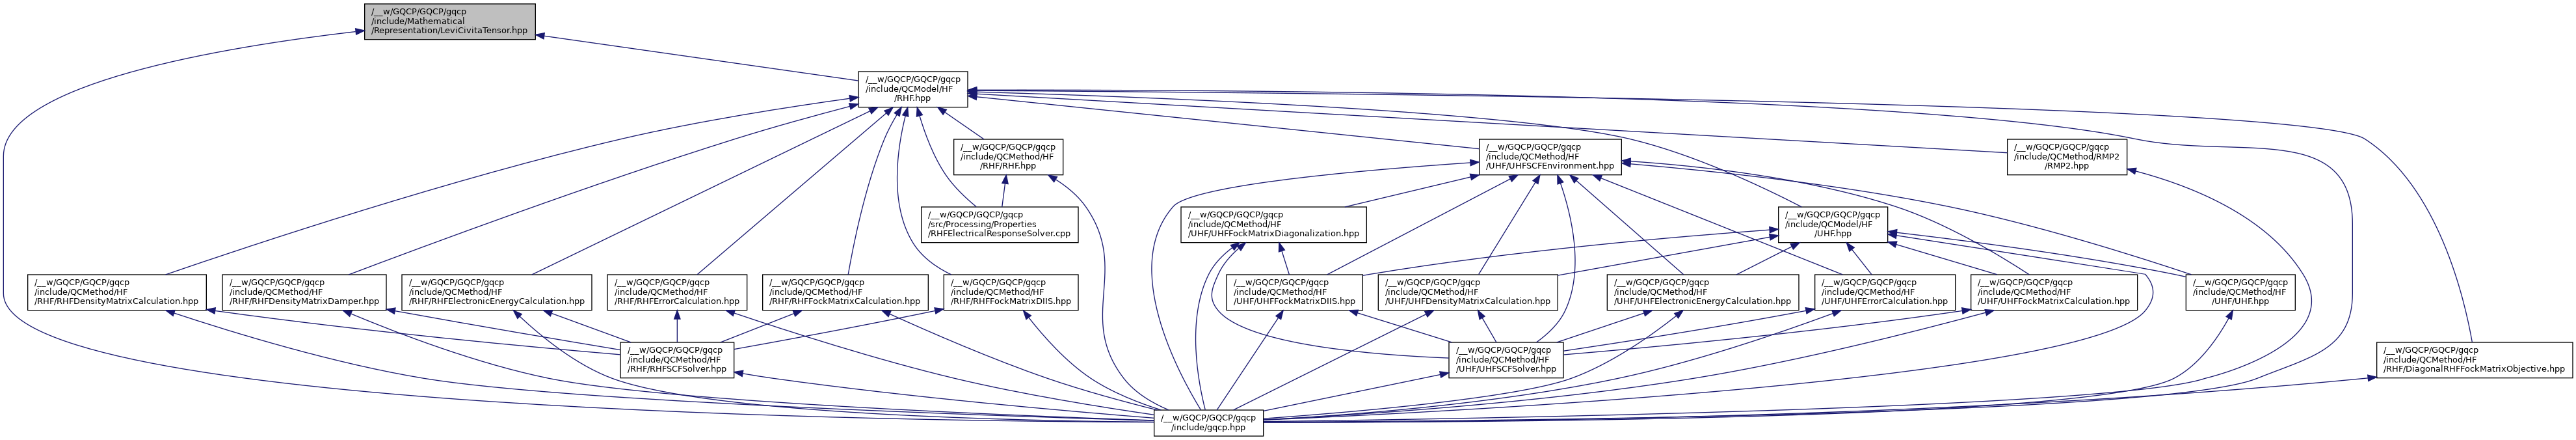 /__w/GQCP/GQCP/gqcp
/include/Mathematical
/Representation/LeviCivitaTensor.hpp
/__w/GQCP/GQCP/gqcp
/include/QCModel/HF
/RHF.hpp
/__w/GQCP/GQCP/gqcp
/include/QCMethod/HF
/RHF/RHF.hpp
/__w/GQCP/GQCP/gqcp
/include/QCMethod/HF
/UHF/UHFSCFEnvironment.hpp
/__w/GQCP/GQCP/gqcp
/include/QCMethod/RMP2
/RMP2.hpp
/__w/GQCP/GQCP/gqcp
/src/Processing/Properties
/RHFElectricalResponseSolver.cpp
/__w/GQCP/GQCP/gqcp
/include/QCMethod/HF
/UHF/UHFFockMatrixDiagonalization.hpp
/__w/GQCP/GQCP/gqcp
/include/QCModel/HF
/UHF.hpp
/__w/GQCP/GQCP/gqcp
/include/QCMethod/HF
/RHF/RHFDensityMatrixCalculation.hpp
/__w/GQCP/GQCP/gqcp
/include/QCMethod/HF
/RHF/RHFDensityMatrixDamper.hpp
/__w/GQCP/GQCP/gqcp
/include/QCMethod/HF
/RHF/RHFElectronicEnergyCalculation.hpp
/__w/GQCP/GQCP/gqcp
/include/QCMethod/HF
/RHF/RHFErrorCalculation.hpp
/__w/GQCP/GQCP/gqcp
/include/QCMethod/HF
/RHF/RHFFockMatrixCalculation.hpp
/__w/GQCP/GQCP/gqcp
/include/QCMethod/HF
/RHF/RHFFockMatrixDIIS.hpp
/__w/GQCP/GQCP/gqcp
/include/QCMethod/HF
/UHF/UHFFockMatrixDIIS.hpp
/__w/GQCP/GQCP/gqcp
/include/QCMethod/HF
/UHF/UHFDensityMatrixCalculation.hpp
/__w/GQCP/GQCP/gqcp
/include/QCMethod/HF
/UHF/UHFElectronicEnergyCalculation.hpp
/__w/GQCP/GQCP/gqcp
/include/QCMethod/HF
/UHF/UHFErrorCalculation.hpp
/__w/GQCP/GQCP/gqcp
/include/QCMethod/HF
/UHF/UHFFockMatrixCalculation.hpp
/__w/GQCP/GQCP/gqcp
/include/QCMethod/HF
/UHF/UHF.hpp
/__w/GQCP/GQCP/gqcp
/include/QCMethod/HF
/RHF/RHFSCFSolver.hpp
/__w/GQCP/GQCP/gqcp
/include/QCMethod/HF
/UHF/UHFSCFSolver.hpp
/__w/GQCP/GQCP/gqcp
/include/QCMethod/HF
/RHF/DiagonalRHFFockMatrixObjective.hpp
/__w/GQCP/GQCP/gqcp
/include/gqcp.hpp